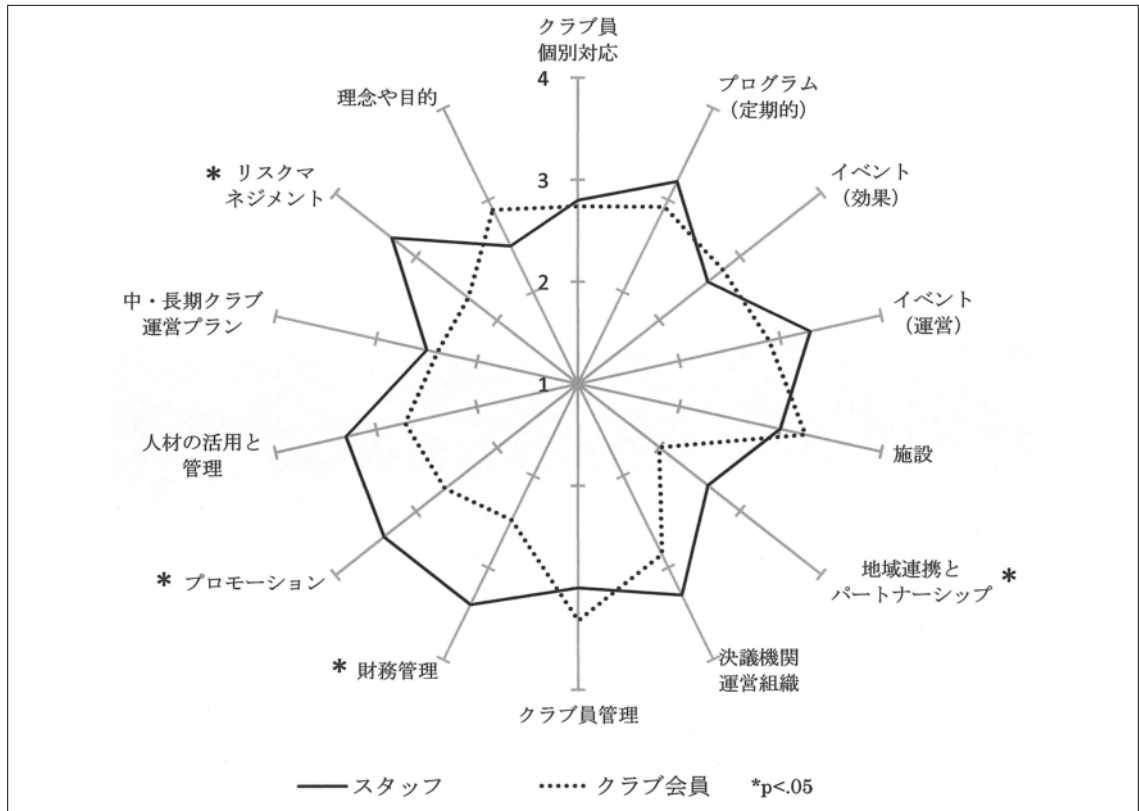 クラブ員
個別対応
プログラム
（定期的）
イベント
（効果）
イベント
（運営）
施設
地域連携と
パートナーシップ *
決議機関
運営組織
クラブ員管理
* 財務管理
* プロモーション
人材の活用と
管理
中・長期クラブ
運営プラン
* リスクマ
ネジメント
理念や目的
4
3
2
1
スタッフ クラブ会員 *p<.05